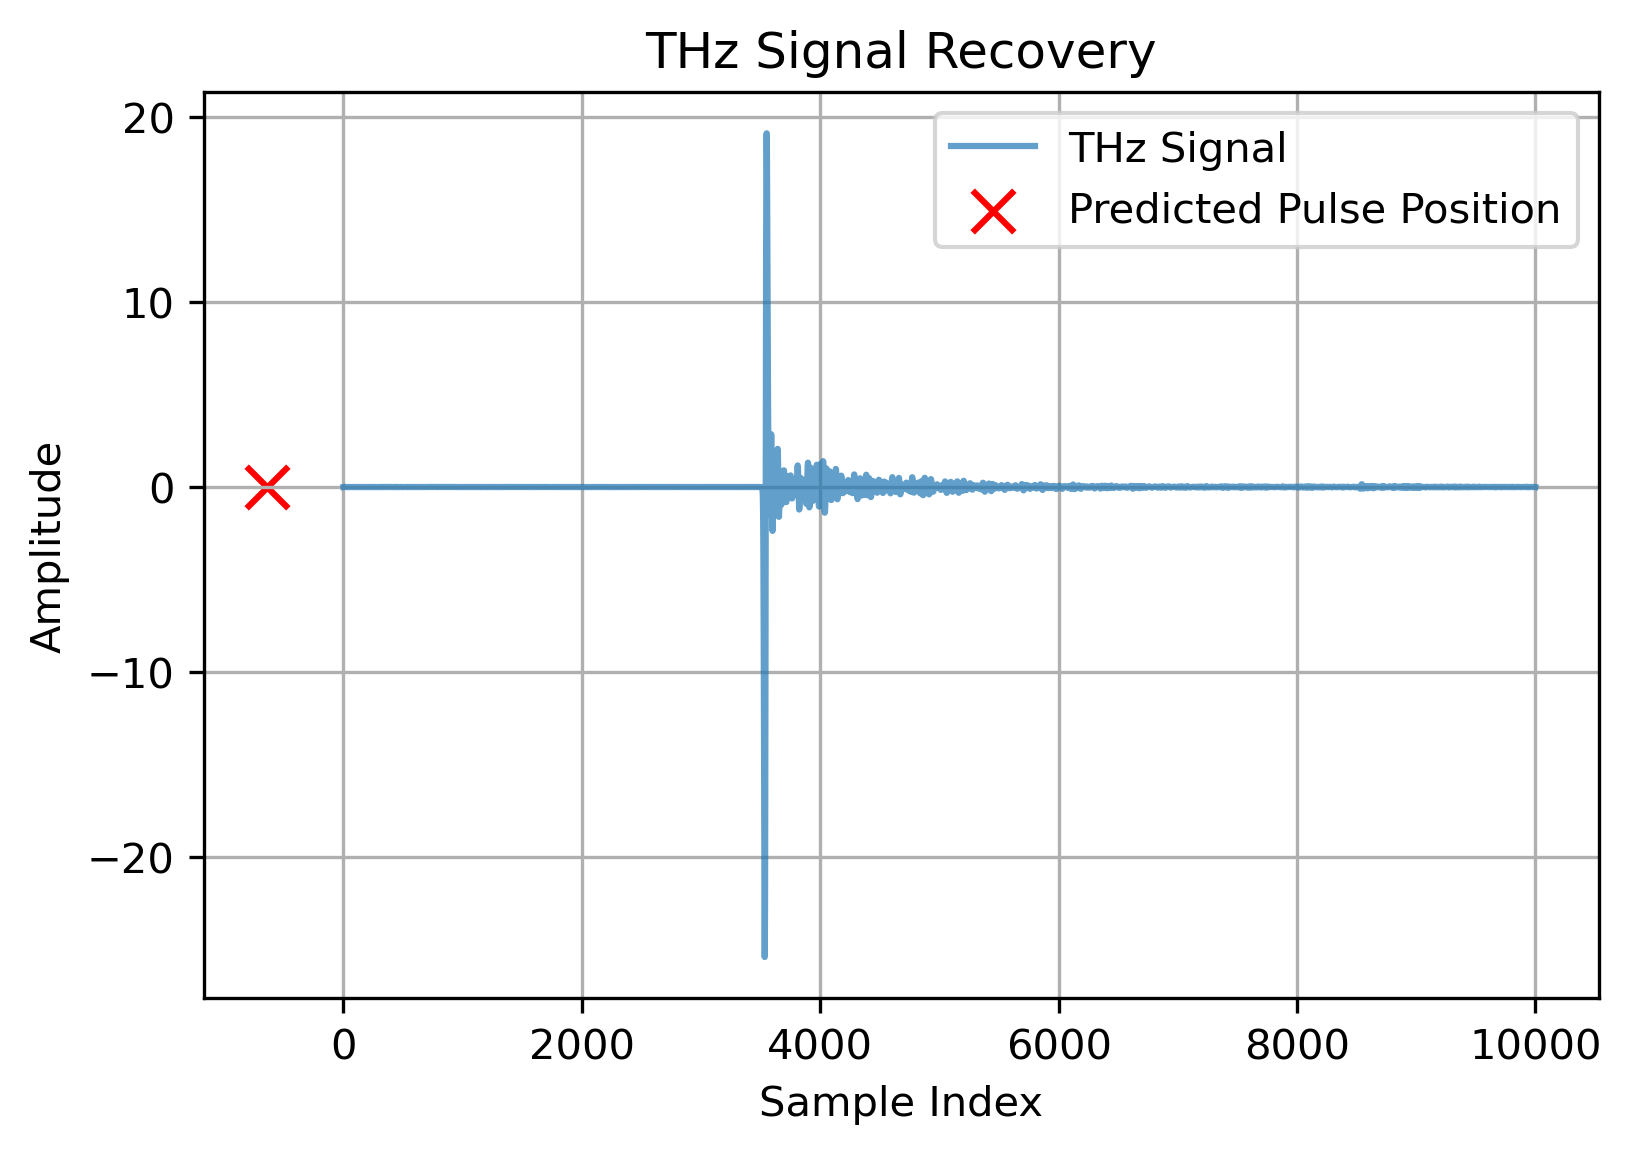 THz Signal Recovery
20
10
0
−10
−20
Amplitude
THz Signal
Predicted Pulse Position
0 2000 4000 6000 8000 10000
Sample Index